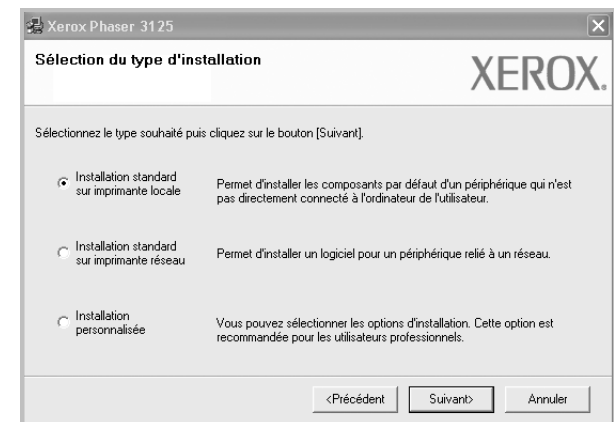 Xerox Phaser 3125
Sélection du type d'installation
XEROX.
Sélectionnez le type souhaité puis cliquez sur le bouton [Suivant].
Installation standard
sur imprimante locale
Permet d'installer les composants par défaut d'un périphérique qui n'est
pas directement connecté à l'ordinateur de l'utilisateur.
Installation standard
sur imprimante réseau
Permet d'installer un logiciel pour un périphérique relié à un réseau.
Installation
personnalisée
Vous pouvez sélectionner les options d'installation. Cette option est
recommandée pour les utilisateurs professionnels.
<Précédent
Suivant>
Annuler